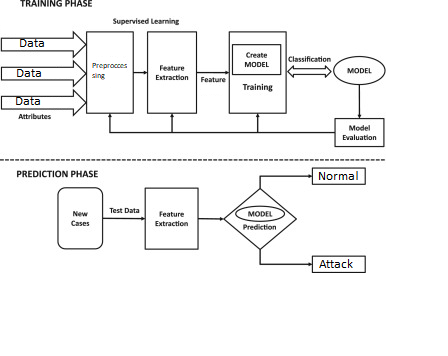 TRAINING PHASE
Supervised Learning
Data
Data
Data
Attributes
Preprocces
sing
Feature
Extraction
Feature
Create
MODEL
Training
Classification
MODEL
Model
Evaluation
PREDICTION PHASE
New
Cases
Test Data
Feature
Extraction
MODEL
Prediction
Normal
Attack